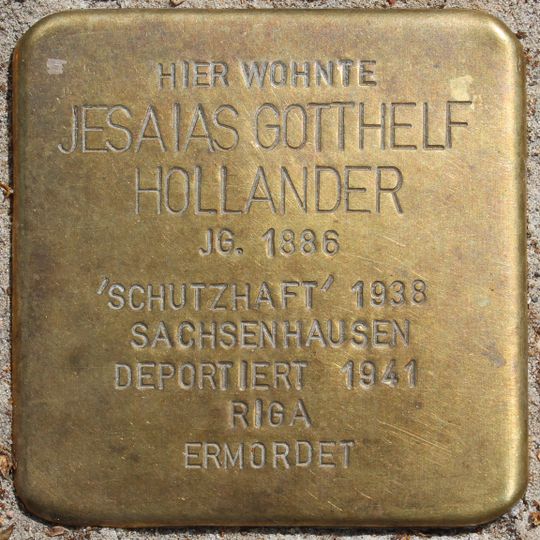 HIER WOHNTE
JESAIAS GOTTHELF
HOLLANDER
JG. 1886
'SCHUTZHAFT' 1938
SACHSENHAUSEN
DEPORTIERT 1941
RIGA
ERMORDET